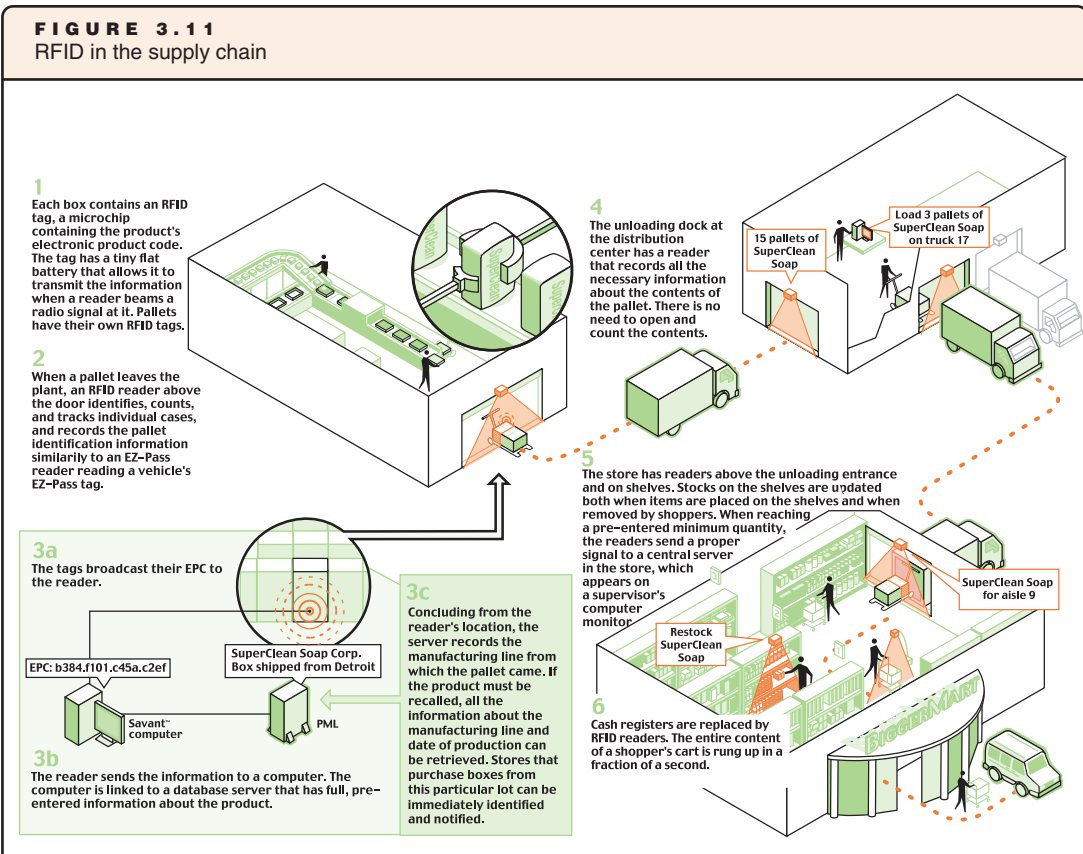 FIGURE 3.11
RFID in the supply chain
1
Each box contains an RFID
tag, a microchip
containing the product's
electronic product code.
The tag has a tiny flat
battery that allows it to
transmit the information
when a reader beams a
radio signal at it. Pallets
have their own RFID tags.
2
When a pallet leaves the
plant, an RFID reader above
the door identifies, counts,
and tracks individual cases,
and records the pallet
identification information
similarily to an EZ-Pass
reader reading a vehicle's
EZ-Pass tag.
SuperClean
SuperClean
Super
3a
The tags broadcast their EPC to
the reader.
EPC: b384.f101.c45a.c2ef
SuperClean Soap Corp.
Box shipped from Detroit
Savant™
computer
PML
3b
The reader sends the information to a computer. The
computer is linked to a database server that has full, pre-
entered information about the product.
3c
Concluding from the
reader's location, the
server records the
manufacturing line from
which the pallet came. If
the product must be
recalled, all the
information about the
manufacturing line and
date of production can
be retrieved. Stores that
purchase boxes from
this particular lot can be
immediately identified
and notified.
4
The unloading dock at
the distribution
center has a reader
that records all the
necessary information
about the contents of
the pallet. There is no
need to open and
count the contents.
15 pallets of
SuperClean
Soap
Load 3 pallets of
SuperClean Soap
on truck 17
5
The store has readers above the unloading entrance
and on shelves. Stocks on the shelves are updated
both when items are placed on the shelves and when
removed by shoppers. When reaching
a pre-entered minimum quantity,
the readers send a proper
signal to a central server
in the store, which
appears on
a supervisor's
computer
monitor
SuperClean Soap
for aisle 9
Restock
SuperClean
Soap
6
Cash registers are replaced by
RFID readers. The entire content
of a shopper's cart is rung up in a
fraction of a second.
BIGGERMART